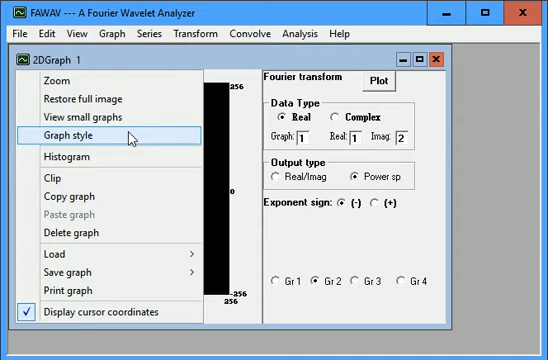 FAWAV --- A Fourier Wavelet Analyzer
File Edit View Graph Series Transform Convolve Analysis Help
2DGraph 1
Zoom
Restore full image
View small graphs
Graph style
Histogram
Clip
Copy graph
Paste graph
Delete graph
Load
Save graph
Print graph
Display cursor coordinates
256
0
-256
256
Fourier transform Plot
Data Type
Real Complex
Graph: 1 Real: 1 Imag: 2
Output type
Real/Imag Power sp
Exponent sign: (-) (+)
Gr 1 Gr 2 Gr 3 Gr 4